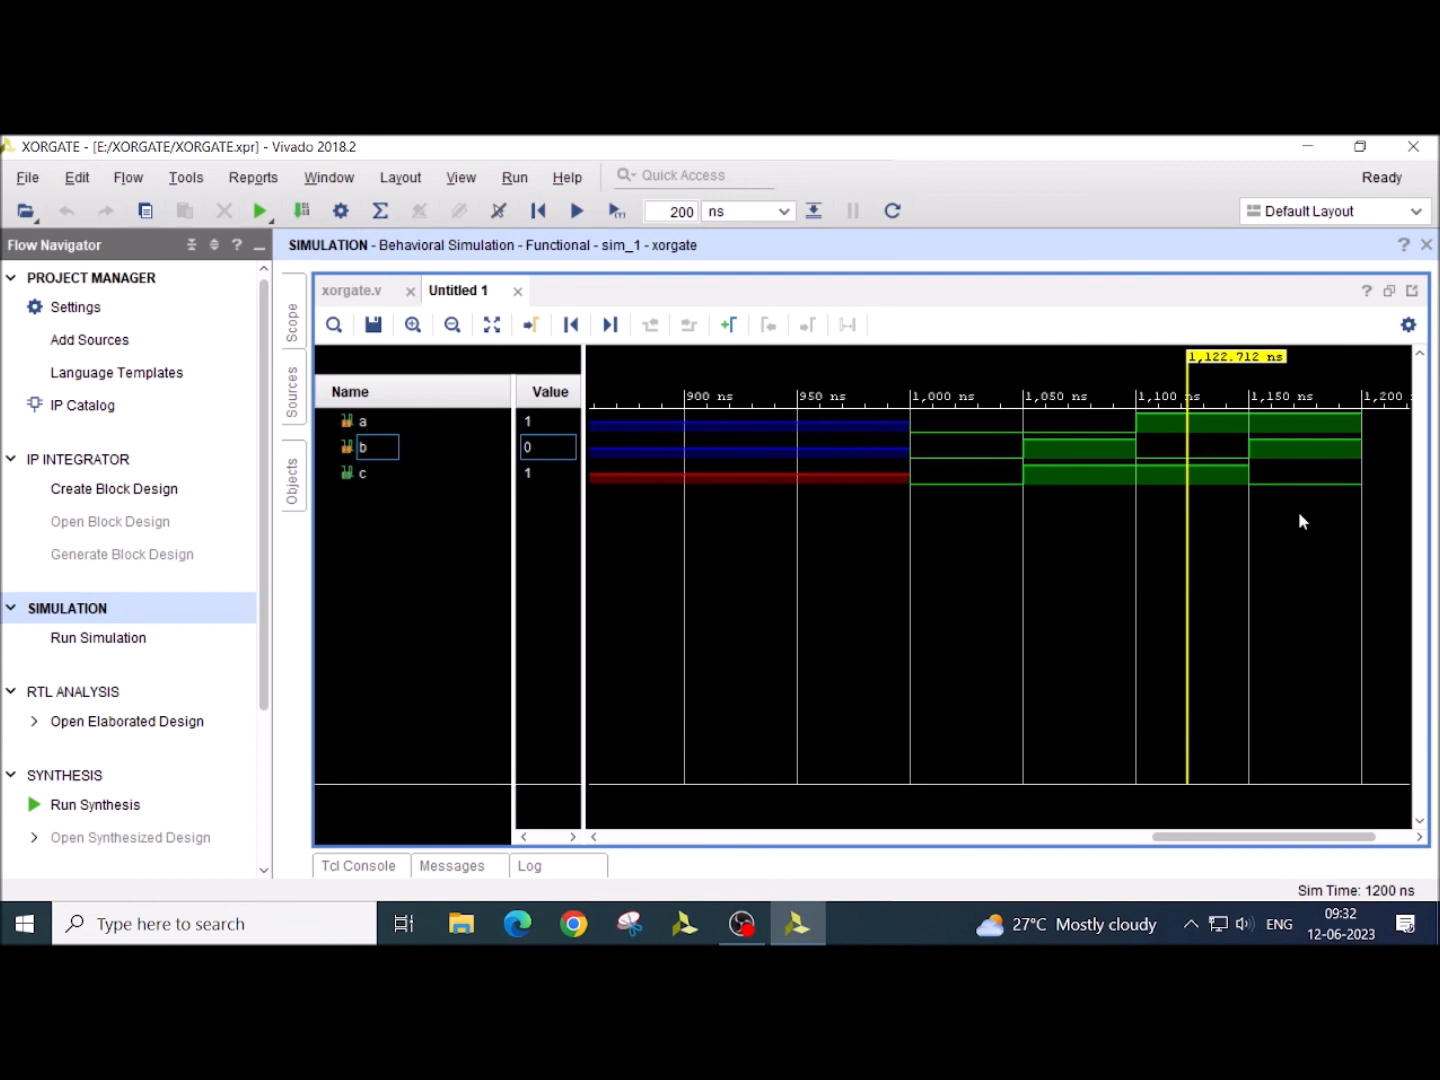 XORGATE - [E:/XORGATE/XORGATE.xpr] - Vivado 2018.2
File Edit Flow Tools Reports Window Layout View Run Help Quick Access Ready
200 ns Default Layout
Flow Navigator
SIMULATION - Behavioral Simulation - Functional - sim_1 - xorgate
PROJECT MANAGER
Settings
Add Sources
Language Templates
IP Catalog
IP INTEGRATOR
Create Block Design
Open Block Design
Generate Block Design
SIMULATION
Run Simulation
RTL ANALYSIS
Open Elaborated Design
SYNTHESIS
Run Synthesis
Open Synthesized Design
Scope
Sources
Objects
xorgate.v Untitled 1
1,122.712 ns
Name Value
900 ns 950 ns 1,000 ns 1,050 ns 1,100 ns 1,150 ns 1,200
a 1
b 0
c 1
Tcl Console Messages Log
Sim Time: 1200 ns
Type here to search
27°C Mostly cloudy
ENG
09:32
12-06-2023